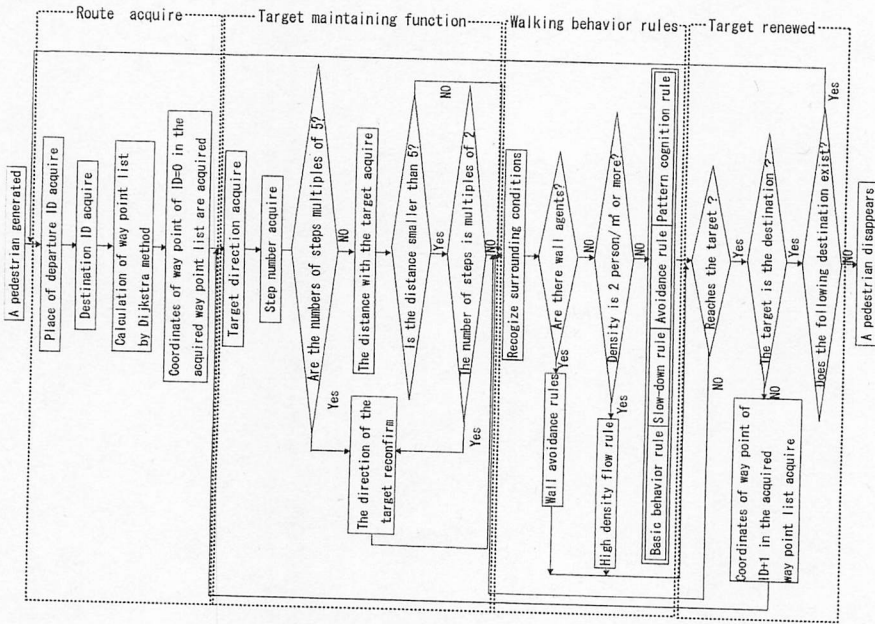 Route acquire
Target maintaining function
Walking behavior rules
Target renewed
A pedestrian generated
Place of departure ID acquire
Destination ID acquire
Calculation of way point list
by Dijkstra method
Coordinates of way point of ID=0 in the
acquired way point list are acquired
Target direction acquire
Step number acquire
Are the numbers of steps multiples of 5?
Yes
NO
The distance with the target acquire
Is the distance smaller than 5?
NO
Yes
The number of steps is multiples of 2
Yes
NO
The direction of the
target reconfirm
Recogize surrounding conditions
Are there wall agents?
Yes
NO
Wall avoidance rules
Density is 2 person/㎡ or more?
Yes
NO
High density flow rule
Basic behavior rule
Slow-down rule
Avoidance rule
Pattern cognition rule
Reaches the target ?
NO
Yes
The target is the destination ?
NO
Yes
Coordinates of way point of
ID+1 in the acquired
way point list acquire
Does the following destination exist?
Yes
NO
A pedestrian disappears